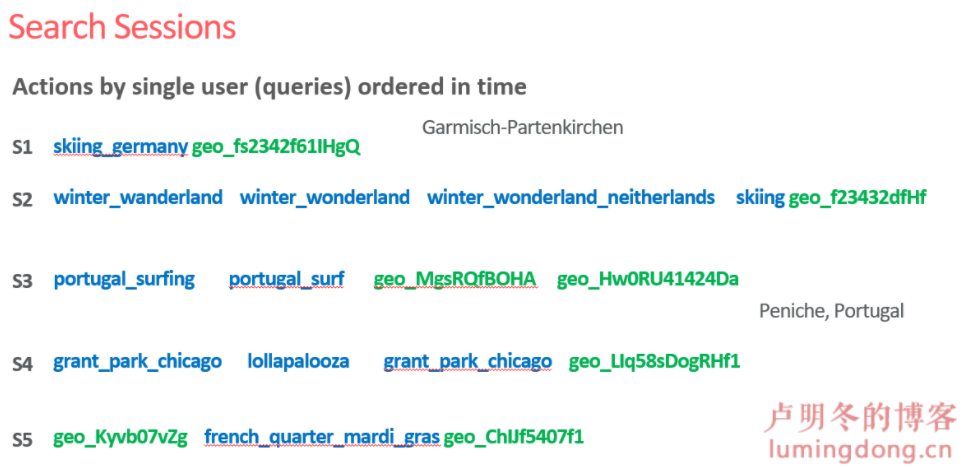 Search Sessions
Actions by single user (queries) ordered in time
Garmisch-Partenkirchen
S1 skiing_germany geo_fs2342f61IHgQ
S2 winter_wanderland winter_wonderland winter_wonderland_neitherlands skiing geo_f23432dfHf
S3 portugal_surfing portugal_surf geo_MgsRQfBOHA geo_Hw0RU41424Da
Peniche, Portugal
S4 grant_park_chicago lollapalooza grant_park_chicago geo_LIq58sDogRHf1
S5 geo_Kyvb07vZg french_quarter_mardi_gras geo_ChIJf5407f1
卢明冬的博客
lumingdong.cn